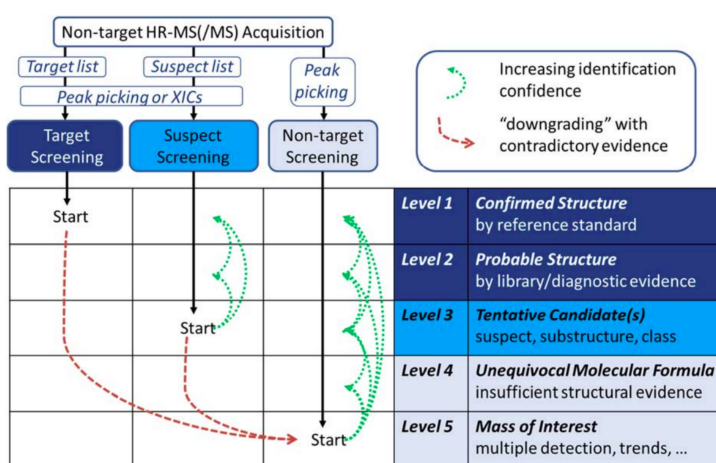 Non-target HR-MS(/MS) Acquisition
Target list
Suspect list
Peak
picking
Peak picking or XICs
Target
Screening
Suspect
Screening
Non-target
Screening
Increasing identification
confidence
“downgrading” with
contradictory evidence
Start
Level 1
Confirmed Structure
by reference standard
Level 2
Probable Structure
by library/diagnostic evidence
Start
Level 3
Tentative Candidate(s)
suspect, substructure, class
Level 4
Unequivocal Molecular Formula
insufficient structural evidence
Start
Level 5
Mass of Interest
multiple detection, trends, ...